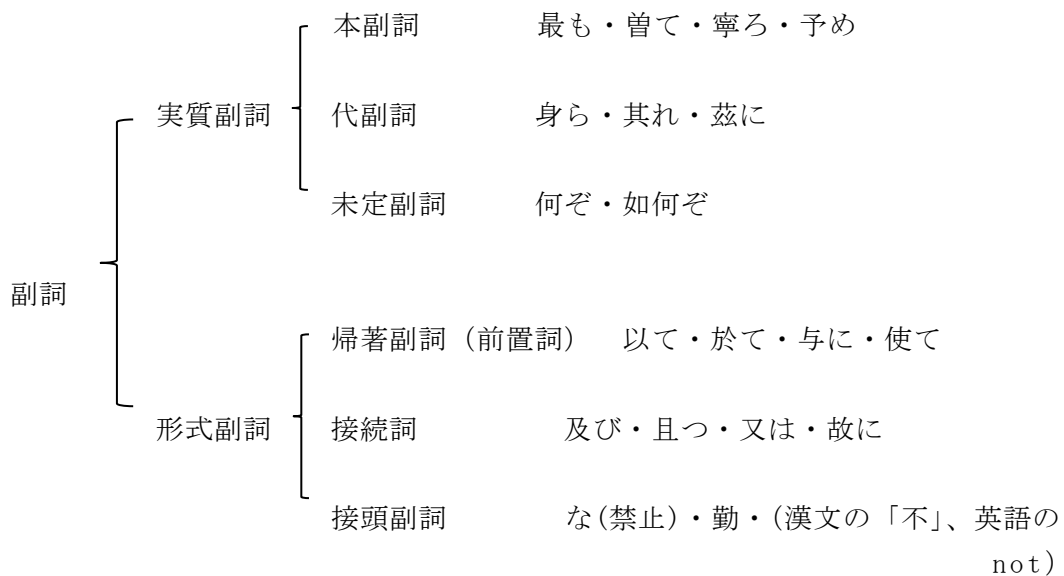 本副詞 最も・曽て・寧ろ・予め
実質副詞 代副詞 身ら・其れ・茲に
未定副詞 何ぞ・如何ぞ
副詞
帰著副詞（前置詞） 以て・於て・与に・使て
形式副詞 接続詞 及び・且つ・又は・故に
接頭副詞 な(禁止)・勤・(漢文の「不」、英語の
not)